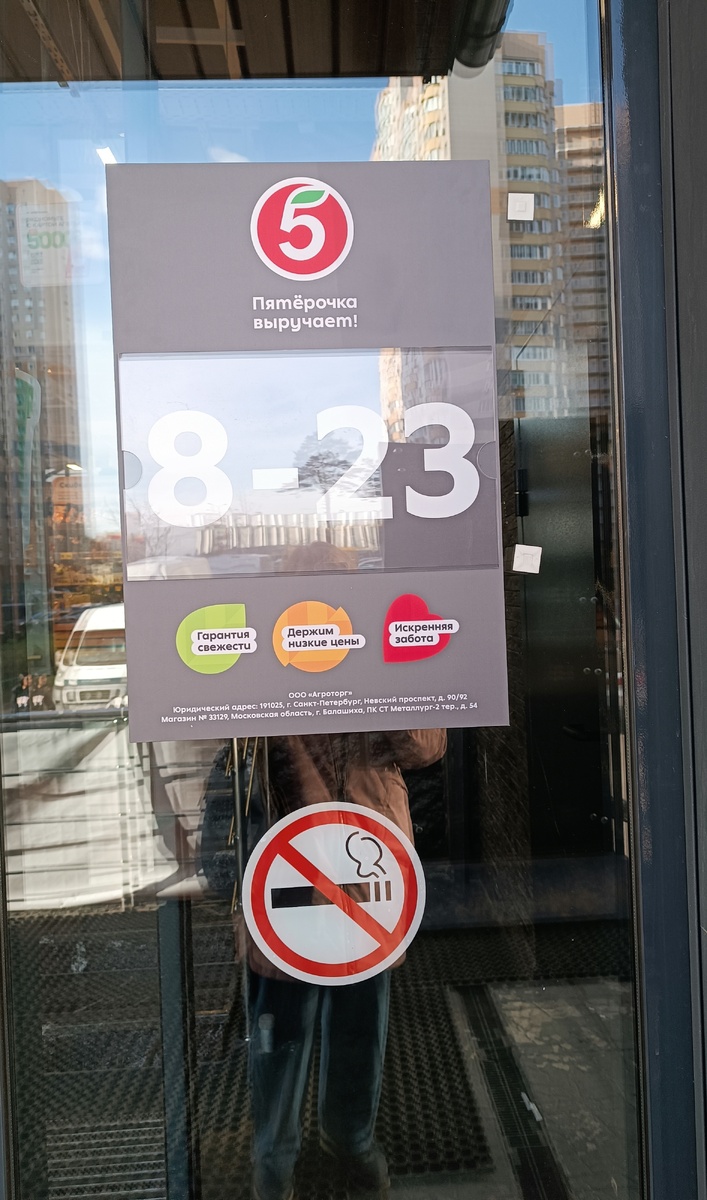 5
Пятёрочка
выручает!
8-23
Гарантия
свежести
Держим
низкие цены
Искренняя
забота
ООО «Агроторг»
Юридический адрес: 191025, г. Санкт-Петербург, Невский проспект, д. 90/92
Магазин № 33129, Московская область, г. Балашиха, ПК СТ Металлург-2 тер., д. 54